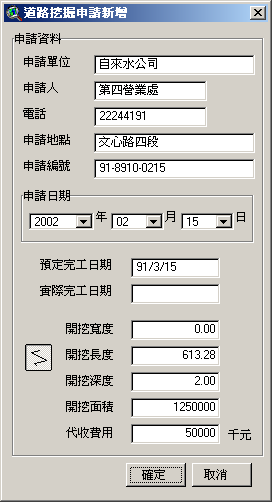 道路挖掘申請新增
申請資料
申請單位 自來水公司
申請人 第四營業處
電話 22244191
申請地點 文心路四段
申請編號 91-8910-0215
申請日期
2002 年 02 月 15 日
預定完工日期 91/3/15
實際完工日期
開挖寬度 0.00
開挖長度 613.28
開挖深度 2.00
開挖面積 1250000
代收費用 50000 千元
確定 取消